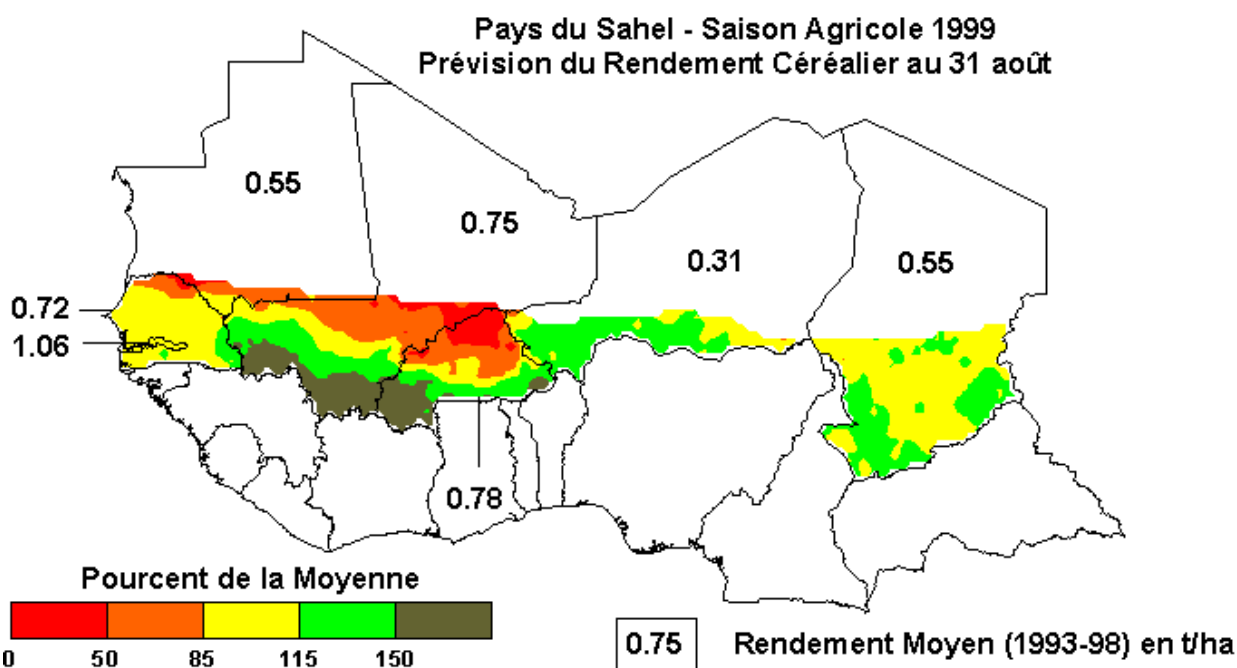 Pays du Sahel - Saison Agricole 1999
Prévision du Rendement Céréalier au 31 août
0.55
0.75
0.31
0.55
0.72
1.06
0.78
Pourcent de la Moyenne
0 50 85 115 150
0.75 Rendement Moyen (1993-98) en t/ha